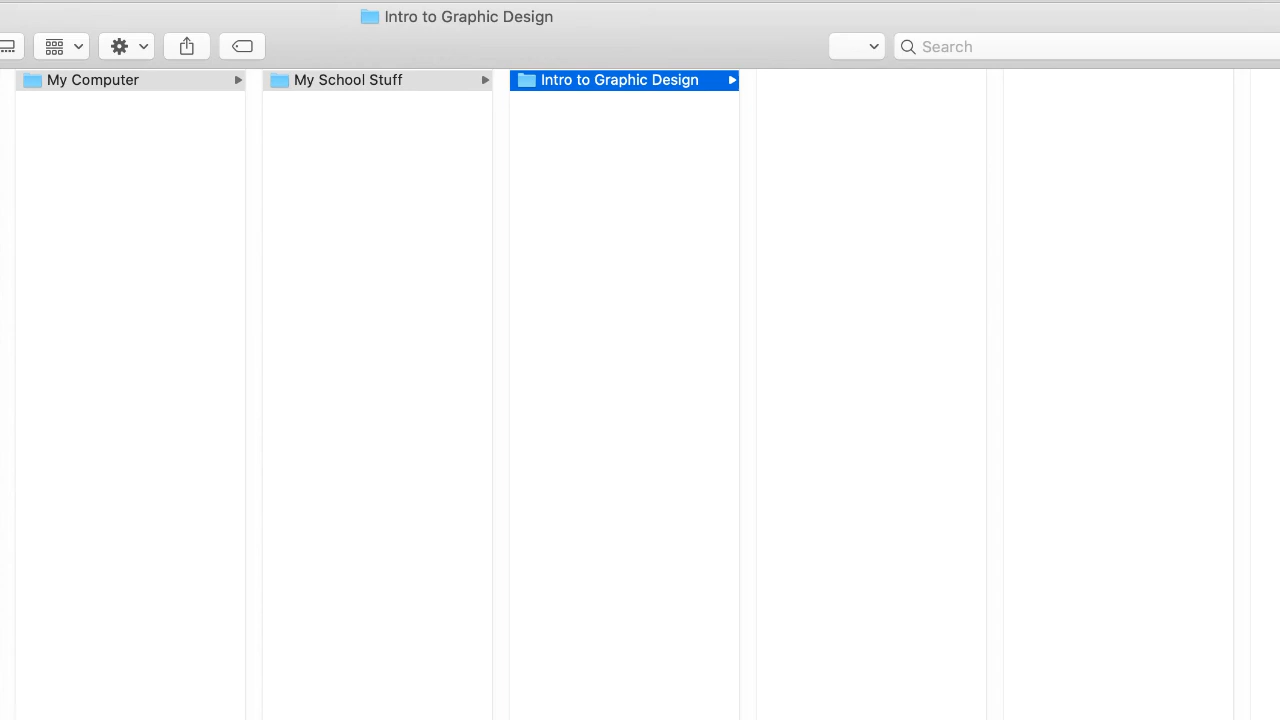 Intro to Graphic Design
Search
My Computer
My School Stuff
Intro to Graphic Design